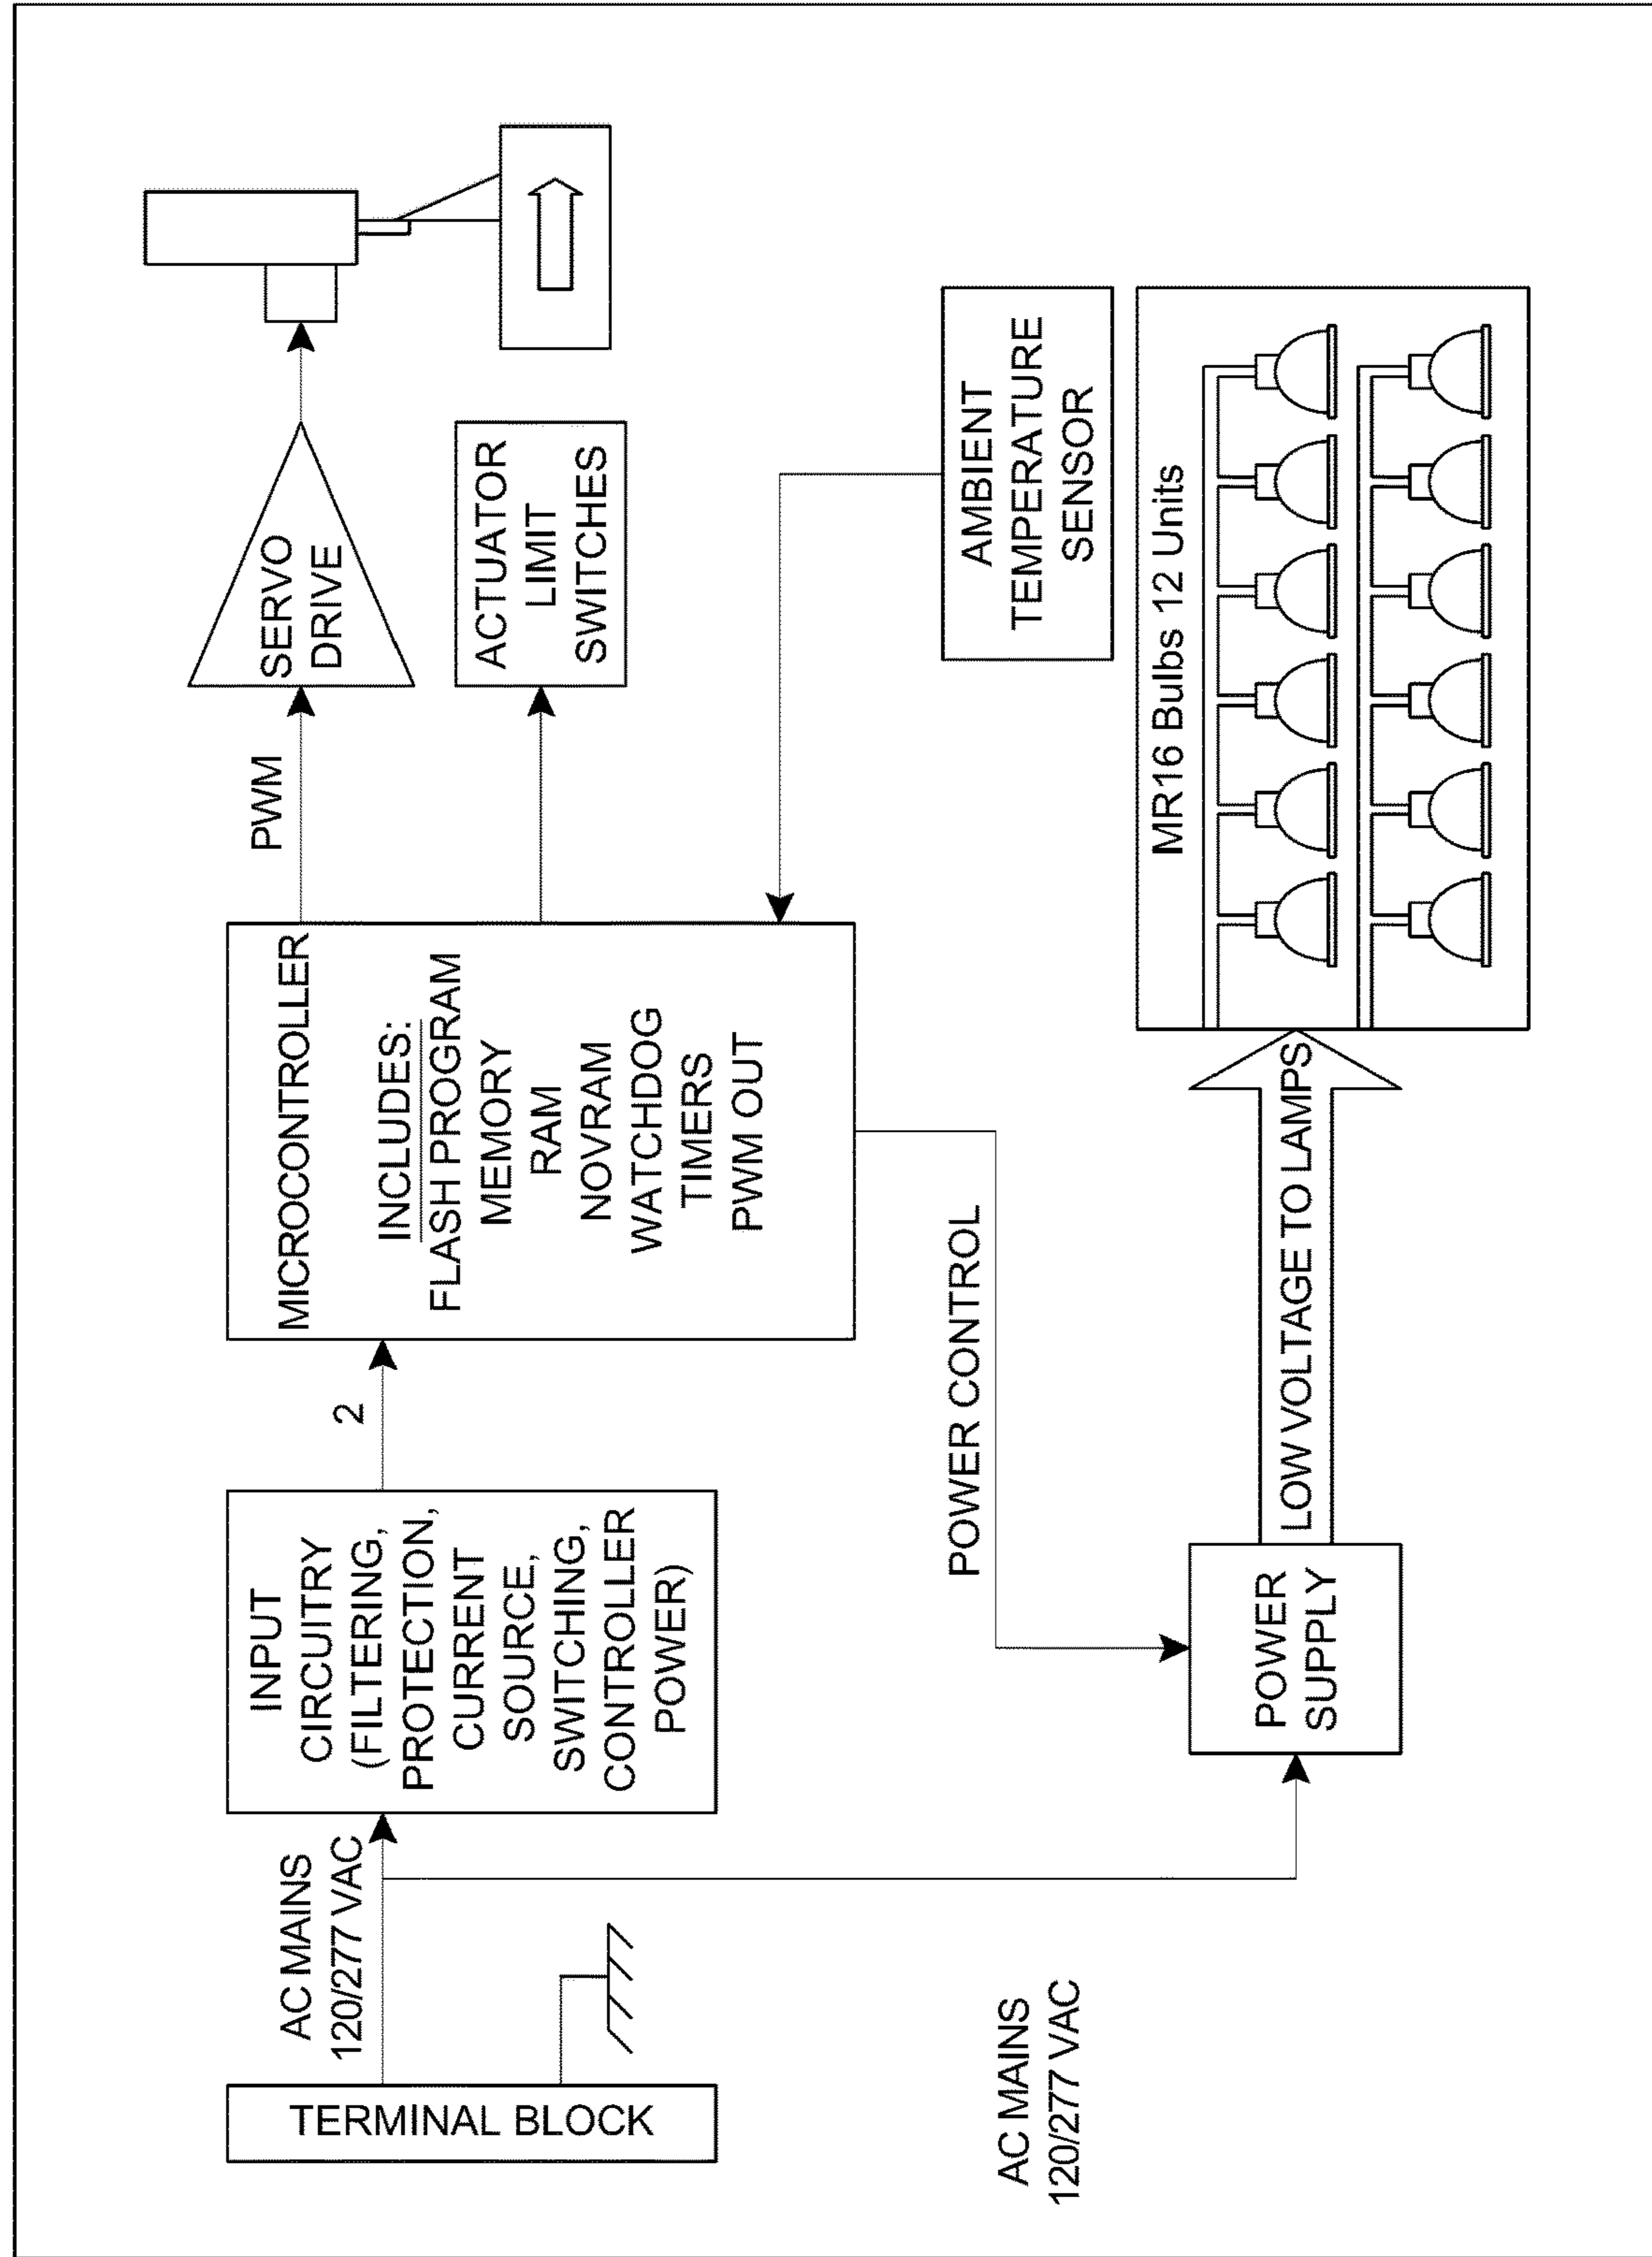 TERMINAL BLOCK
AC MAINS
120/277 VAC
INPUT
CIRCUITRY
(FILTERING,
PROTECTION,
CURRENT
SOURCE,
SWITCHING,
CONTROLLER
POWER)
2
MICROCONTROLLER
INCLUDES:
FLASH PROGRAM
MEMORY
RAM
NOVRAM
WATCHDOG
TIMERS
PWM OUT
PWM
SERVO
DRIVE
ACTUATOR
LIMIT
SWITCHES
AMBIENT
TEMPERATURE
SENSOR
AC MAINS
120/277 VAC
POWER CONTROL
POWER
SUPPLY
LOW VOLTAGE TO LAMPS
MR16 Bulbs 12 Units